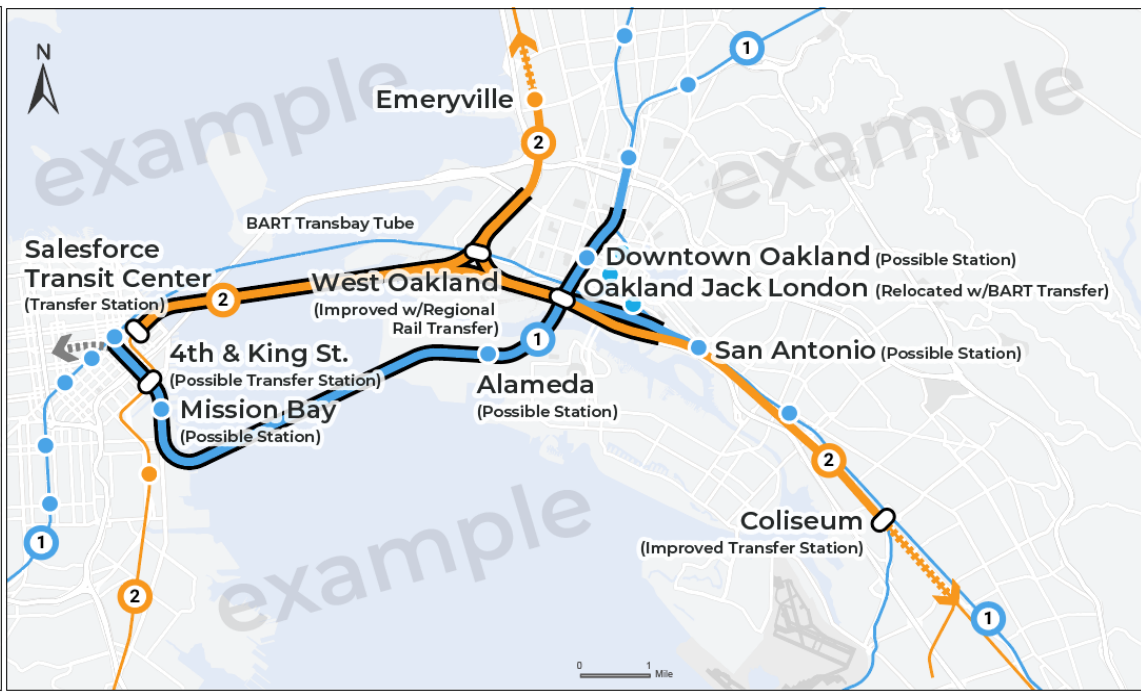 N
1
example
Emeryville
example
2
BART Transbay Tube
Salesforce
Transit Center
(Transfer Station)
2
West Oakland
(Improved w/Regional
Rail Transfer)
Downtown Oakland (Possible Station)
Oakland Jack London (Relocated w/BART Transfer)
1
4th & King St.
(Possible Transfer Station)
San Antonio (Possible Station)
Alameda
(Possible Station)
Mission Bay
(Possible Station)
2
example
Coliseum
(Improved Transfer Station)
1
2
1
0 1
Mile